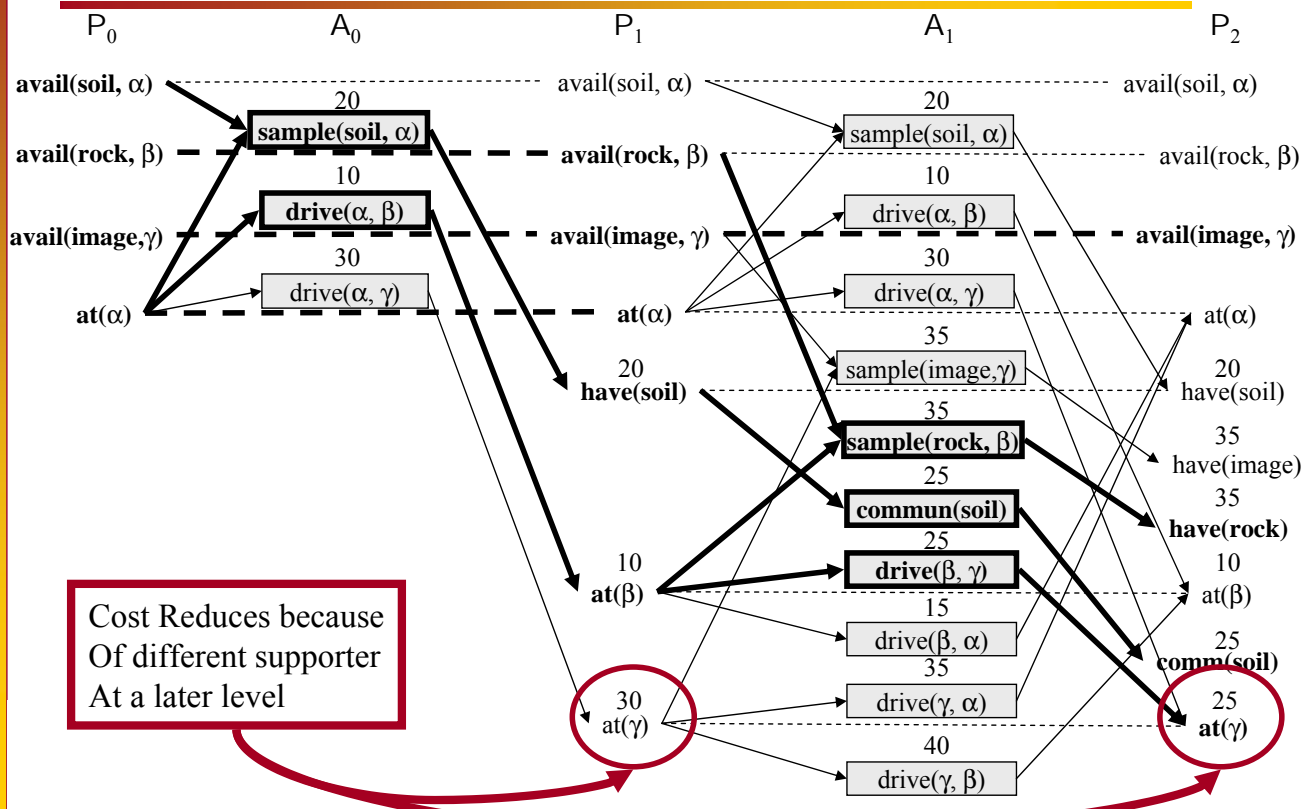 P0 A0 P1 A1 P2
avail(soil, α)
avail(rock, β)
avail(image,γ)
at(α)
20
sample(soil, α)
10
drive(α, β)
30
drive(α, γ)
avail(soil, α)
avail(rock, β)
avail(image, γ)
at(α)
20
have(soil)
10
at(β)
30
at(γ)
20
sample(soil, α)
10
drive(α, β)
30
drive(α, γ)
35
sample(image,γ)
35
sample(rock, β)
25
commun(soil)
25
drive(β, γ)
15
drive(β, α)
35
drive(γ, α)
40
drive(γ, β)
avail(soil, α)
avail(rock, β)
avail(image, γ)
at(α)
20
have(soil)
35
have(image)
35
have(rock)
10
at(β)
25
comm(soil)
25
at(γ)
Cost Reduces because
Of different supporter
At a later level